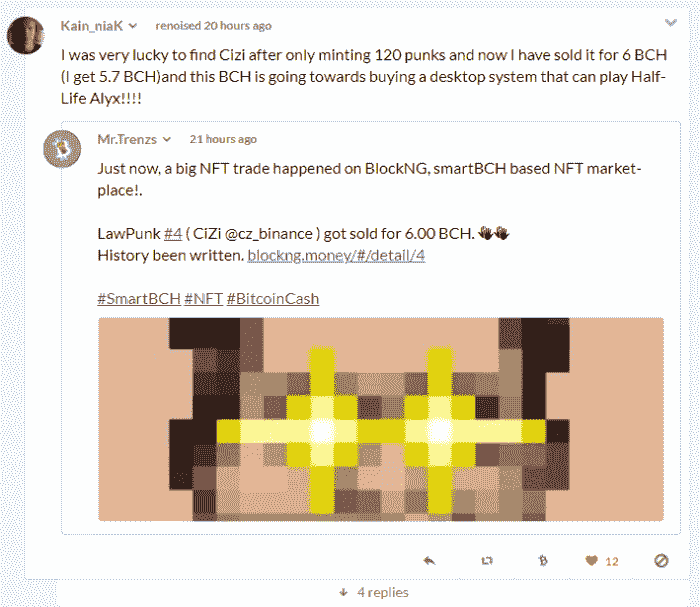 Kain_niaK renoised 20 hours ago
I was very lucky to find Cizi after only minting 120 punks and now I have sold it for 6 BCH
(I get 5.7 BCH)and this BCH is going towards buying a desktop system that can play Half-
Life Alyx!!!!
Mr.Trenzs 21 hours ago
Just now, a big NFT trade happened on BlockNG, smartBCH based NFT market-
place!.
LawPunk #4 ( CiZi @cz_binance ) got sold for 6.00 BCH. 👋👋
History been written. blockng.money/#/detail/4
#SmartBCH #NFT #BitcoinCash
12
4 replies